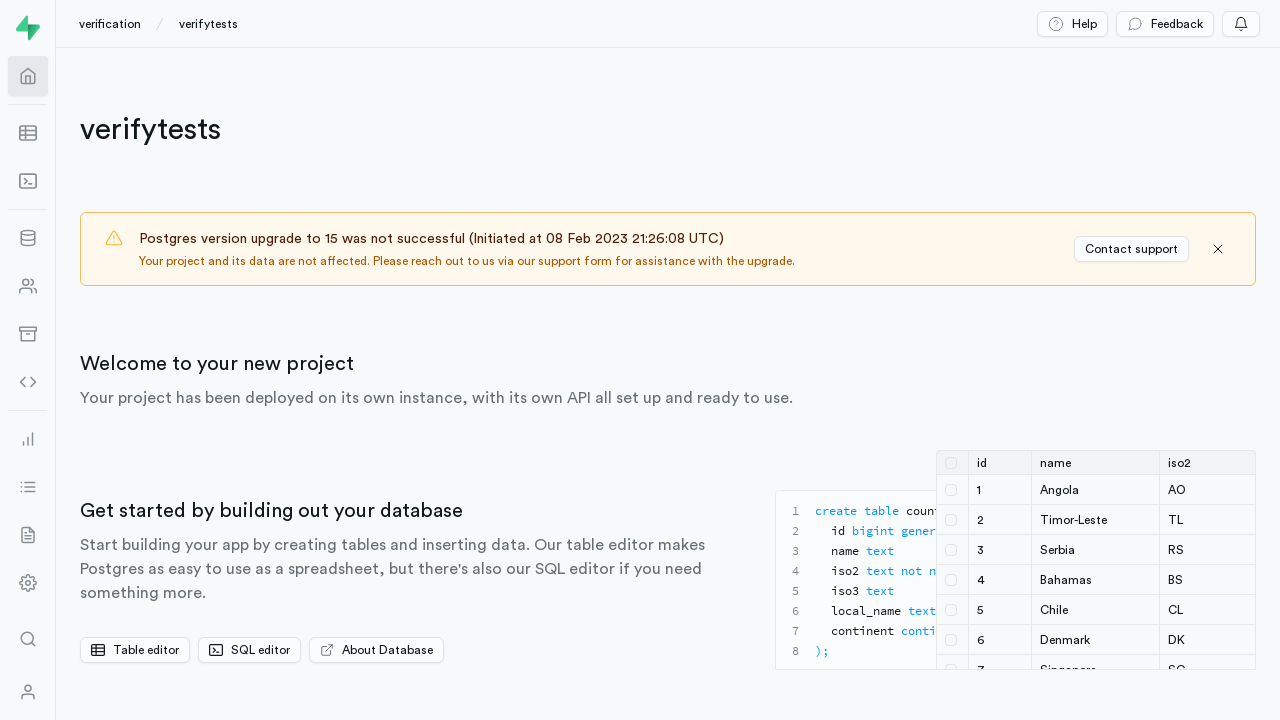 verification / verifytests
Help
Feedback
verifytests
Postgres version upgrade to 15 was not successful (Initiated at 08 Feb 2023 21:26:08 UTC)
Your project and its data are not affected. Please reach out to us via our support form for assistance with the upgrade.
Contact support
Welcome to your new project
Your project has been deployed on its own instance, with its own API all set up and ready to use.
Get started by building out your database
Start building your app by creating tables and inserting data. Our table editor makes
Postgres as easy to use as a spreadsheet, but there's also our SQL editor if you need
something more.
Table editor
SQL editor
About Database
1 create table count
2 id bigint gener
3 name text
4 iso2 text not n
5 iso3 text
6 local_name text
7 continent conti
8 );
id name iso2
1 Angola AO
2 Timor-Leste TL
3 Serbia RS
4 Bahamas BS
5 Chile CL
6 Denmark DK
7 Singapore SG